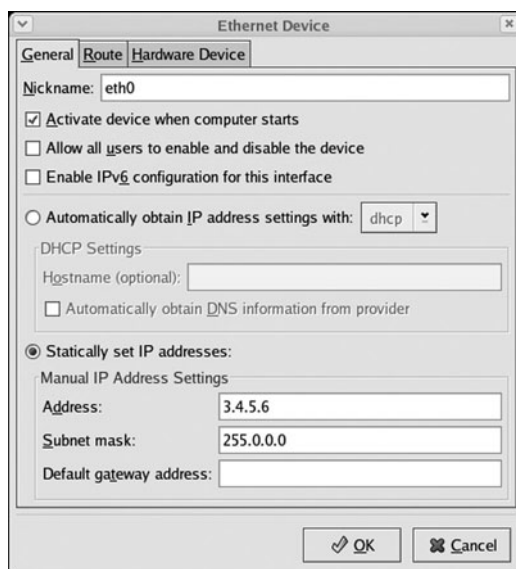 Ethernet Device
General Route Hardware Device
Nickname: eth0
Activate device when computer starts
Allow all users to enable and disable the device
Enable IPv6 configuration for this interface
Automatically obtain IP address settings with: dhcp
DHCP Settings
Hostname (optional):
Automatically obtain DNS information from provider
Statically set IP addresses:
Manual IP Address Settings
Address: 3.4.5.6
Subnet mask: 255.0.0.0
Default gateway address:
OK Cancel